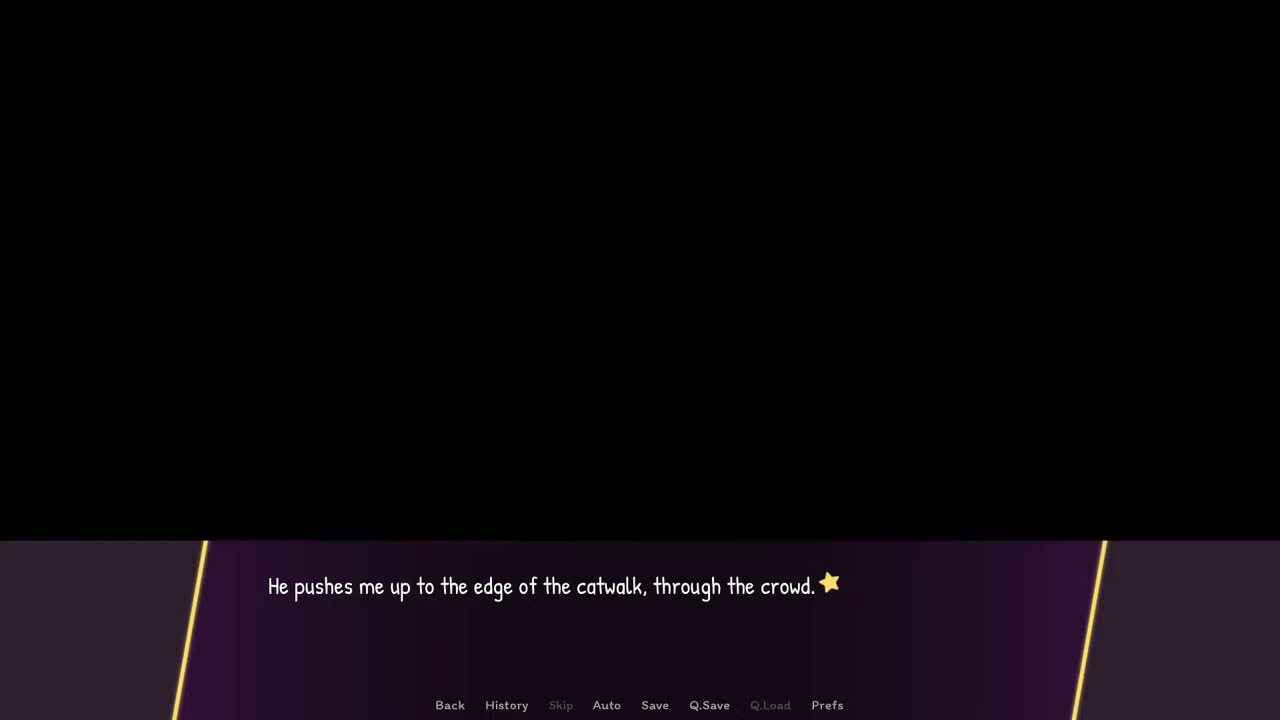 He pushes me up to the edge of the catwalk, through the crowd.
Back History Skip Auto Save Q.Save Q.Load Prefs